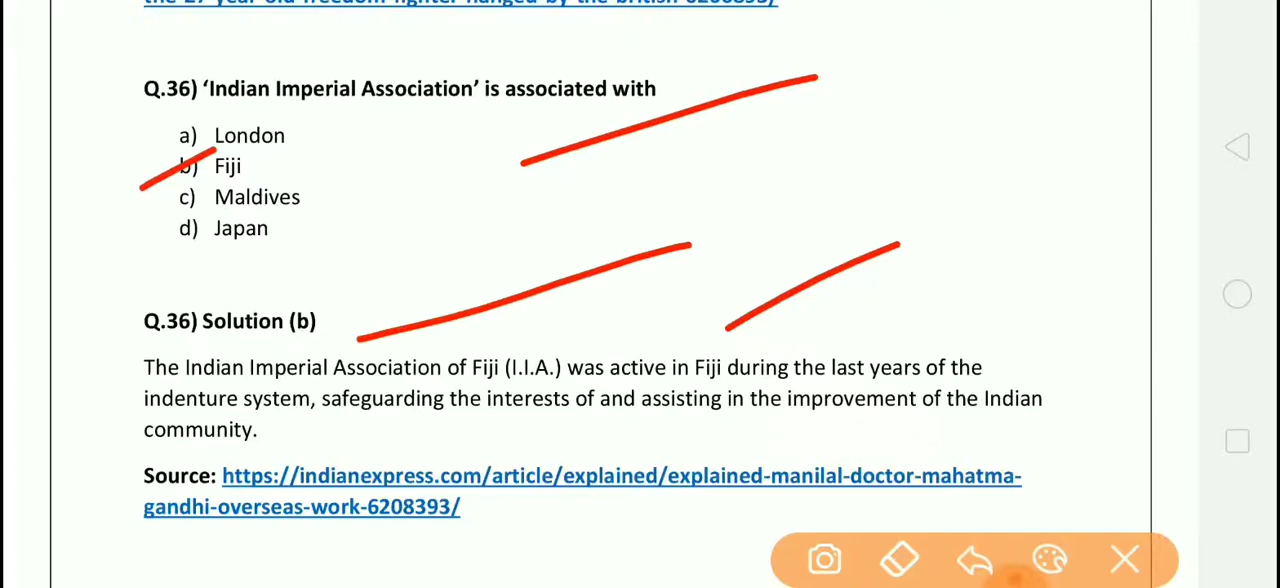 Q.36) ‘Indian Imperial Association’ is associated with
a) London
b) Fiji
c) Maldives
d) Japan
Q.36) Solution (b)
The Indian Imperial Association of Fiji (I.I.A.) was active in Fiji during the last years of the
indenture system, safeguarding the interests of and assisting in the improvement of the Indian
community.
Source: https://indianexpress.com/article/explained/explained-manilal-doctor-mahatma-
gandhi-overseas-work-6208393/